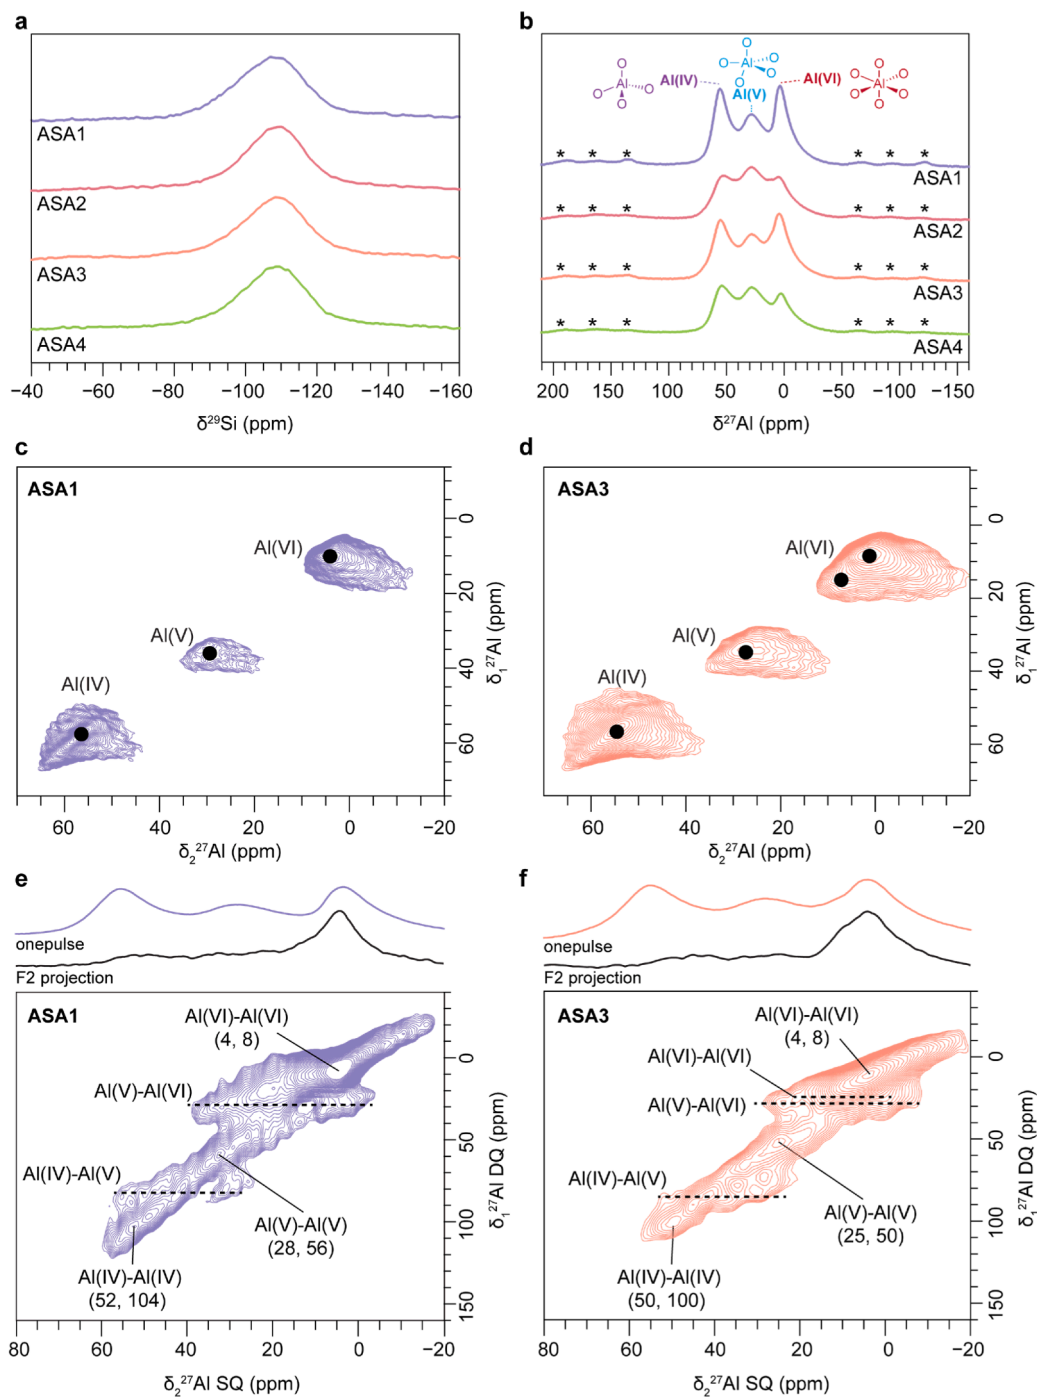 a
ASA1
ASA2
ASA3
ASA4
−40 −60 −80 −100 −120 −140 −160
δ²⁹Si (ppm)
b
O O O O Al
Al(IV)
O O O O O Al
Al(V)
Al(VI)
O O O O O O Al
* * * * * *
ASA1
* * * * * *
ASA2
* * * * * *
ASA3
* * * * * *
ASA4
200 150 100 50 0 −50 −100 −150
δ²⁷Al (ppm)
c
ASA1
Al(VI)
Al(V)
Al(IV)
0
20
40
60
δ₁²⁷Al (ppm)
60 40 20 0 −20
δ₂²⁷Al (ppm)
d
ASA3
Al(VI)
Al(V)
Al(IV)
0
20
40
60
δ₁²⁷Al (ppm)
60 40 20 0 −20
δ₂²⁷Al (ppm)
e
onepulse
F2 projection
ASA1
Al(VI)-Al(VI)
(4, 8)
Al(V)-Al(VI)
Al(IV)-Al(V)
Al(V)-Al(V)
(28, 56)
Al(IV)-Al(IV)
(52, 104)
0
50
100
150
δ₁²⁷Al DQ (ppm)
80 60 40 20 0 −20
δ₂²⁷Al SQ (ppm)
f
onepulse
F2 projection
ASA3
Al(VI)-Al(VI)
(4, 8)
Al(VI)-Al(VI)
Al(V)-Al(VI)
Al(IV)-Al(V)
Al(V)-Al(V)
(25, 50)
Al(IV)-Al(IV)
(50, 100)
0
50
100
150
δ₁²⁷Al DQ (ppm)
80 60 40 20 0 −20
δ₂²⁷Al SQ (ppm)